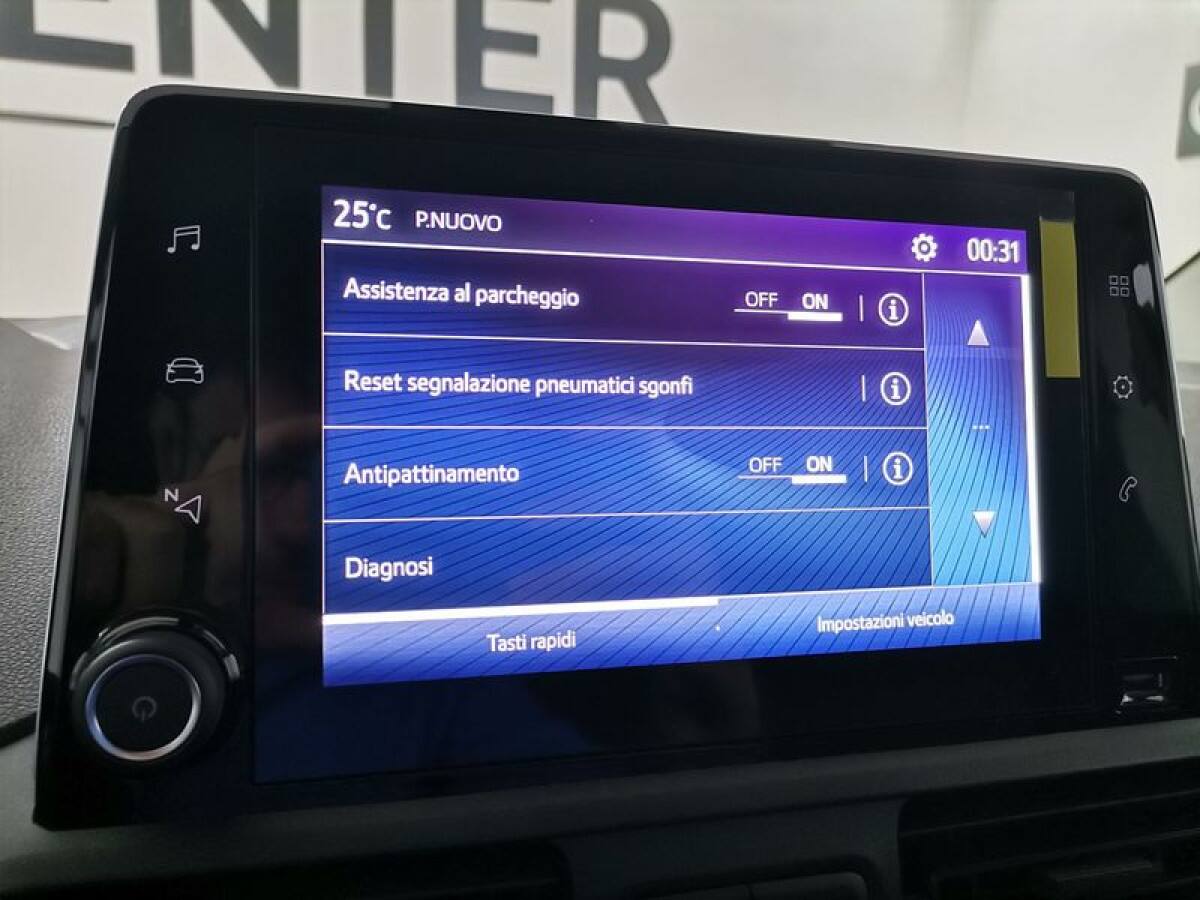 ENTER
25°C P.NUOVO 00:31
Assistenza al parcheggio OFF ON
Reset segnalazione pneumatici sgonfi
Antipattinamento OFF ON
Diagnosi
Tasti rapidi Impostazioni veicolo
N